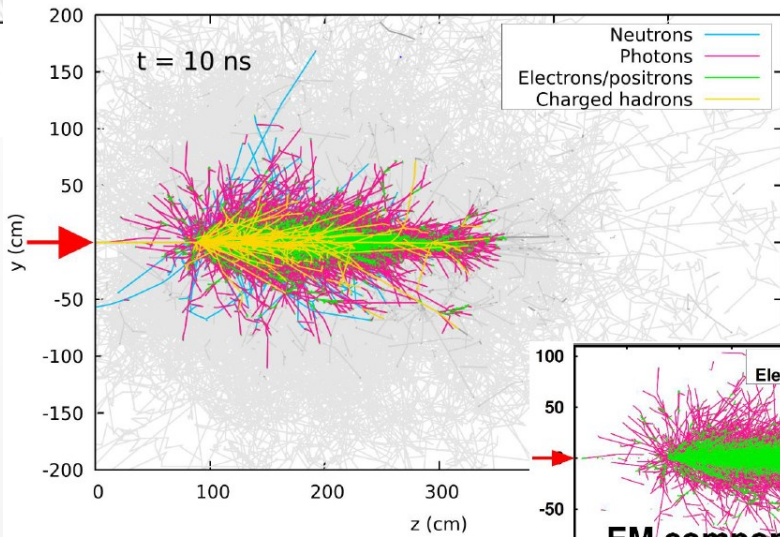 200
150
100
50
0
-50
-100
-150
-200
y (cm)
t = 10 ns
Neutrons
Photons
Electrons/positrons
Charged hadrons
0 100 200 300
z (cm)
100
50
-50